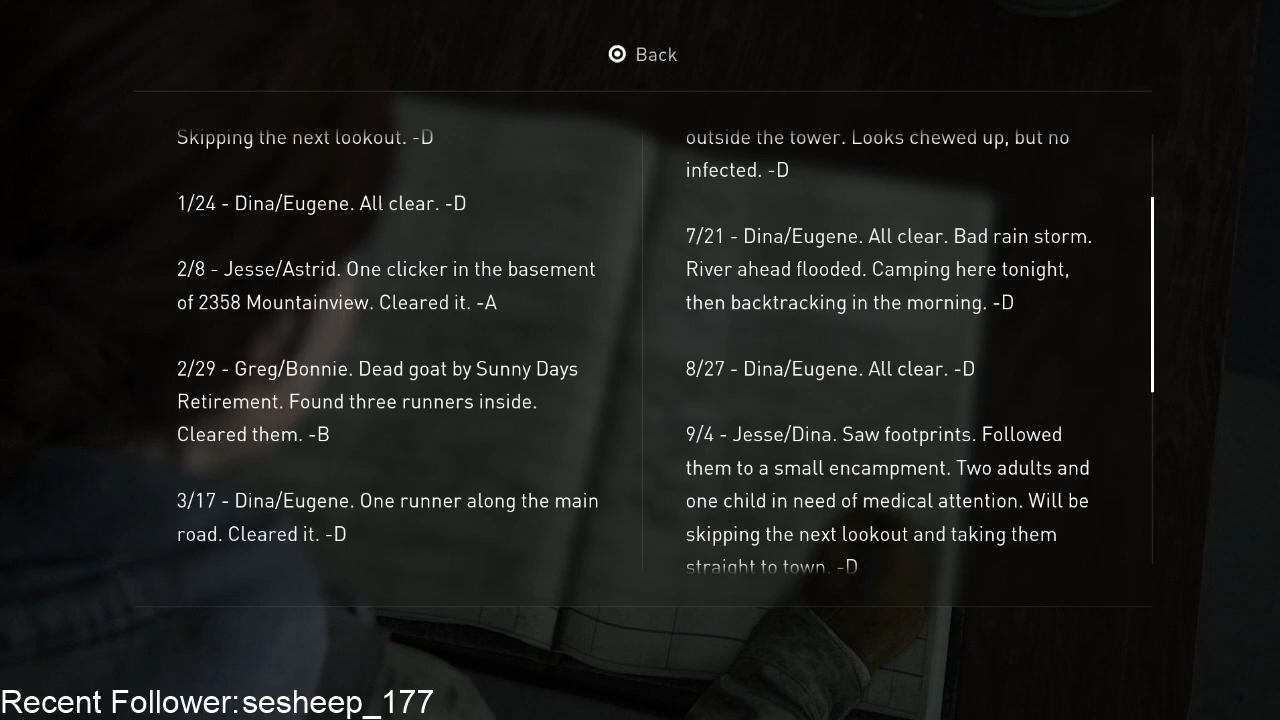 Back
Skipping the next lookout. -D
1/24 - Dina/Eugene. All clear. -D
2/8 - Jesse/Astrid. One clicker in the basement
of 2358 Mountainview. Cleared it. -A
2/29 - Greg/Bonnie. Dead goat by Sunny Days
Retirement. Found three runners inside.
Cleared them. -B
3/17 - Dina/Eugene. One runner along the main
road. Cleared it. -D
outside the tower. Looks chewed up, but no
infected. -D
7/21 - Dina/Eugene. All clear. Bad rain storm.
River ahead flooded. Camping here tonight,
then backtracking in the morning. -D
8/27 - Dina/Eugene. All clear. -D
9/4 - Jesse/Dina. Saw footprints. Followed
them to a small encampment. Two adults and
one child in need of medical attention. Will be
skipping the next lookout and taking them
straight to town. -D
Recent Follower:sesheep_177